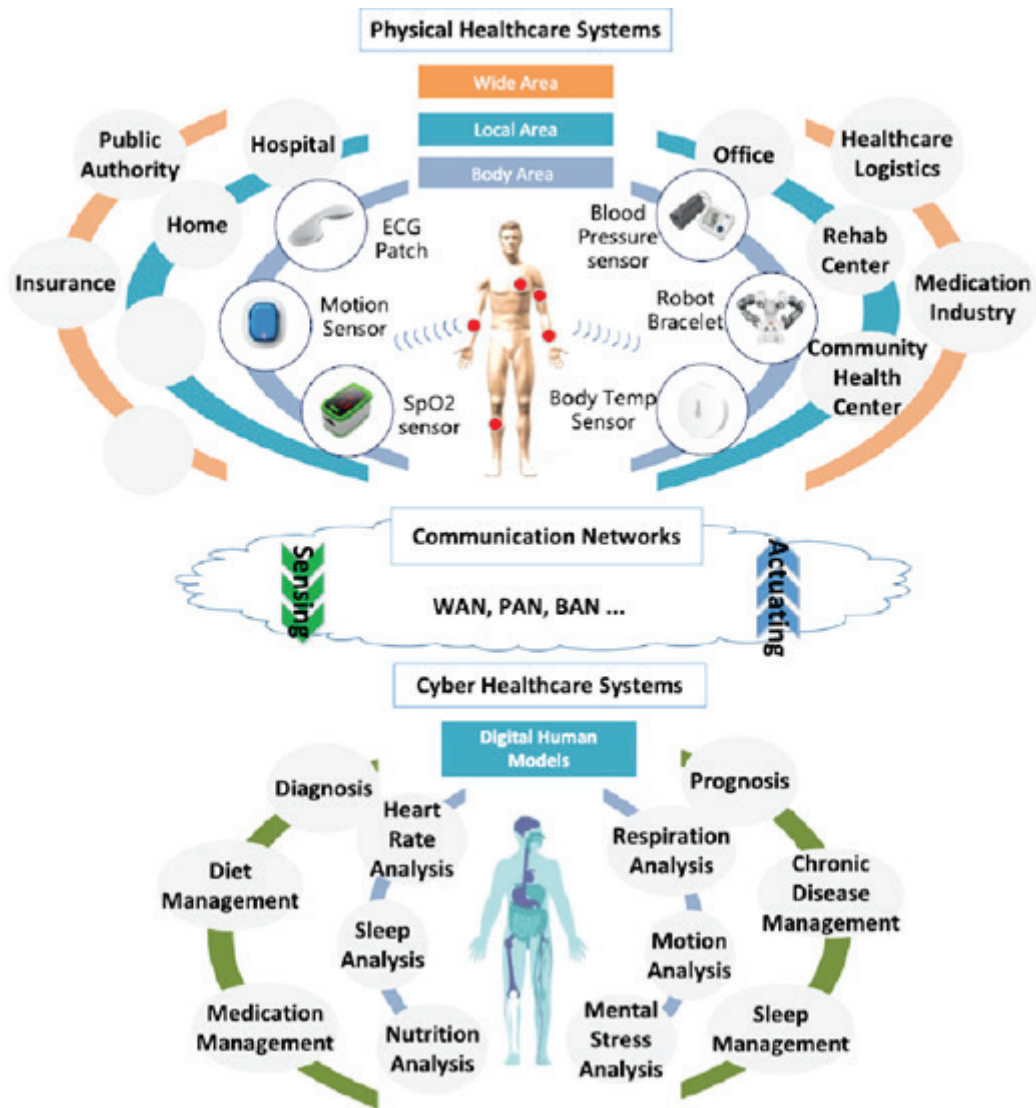 Physical Healthcare Systems
Wide Area
Local Area
Body Area
Public
Authority
Hospital
Home
Insurance
ECG
Patch
Motion
Sensor
SpO2
sensor
Blood
Pressure
sensor
Robot
Bracelet
Body Temp
Sensor
Office
Rehab
Center
Community
Health
Center
Healthcare
Logistics
Medication
Industry
Communication Networks
Sensing
WAN, PAN, BAN ...
Actuating
Cyber Healthcare Systems
Digital Human
Models
Diagnosis
Diet
Management
Medication
Management
Heart
Rate
Analysis
Sleep
Analysis
Nutrition
Analysis
Respiration
Analysis
Motion
Analysis
Mental
Stress
Analysis
Prognosis
Chronic
Disease
Management
Sleep
Management